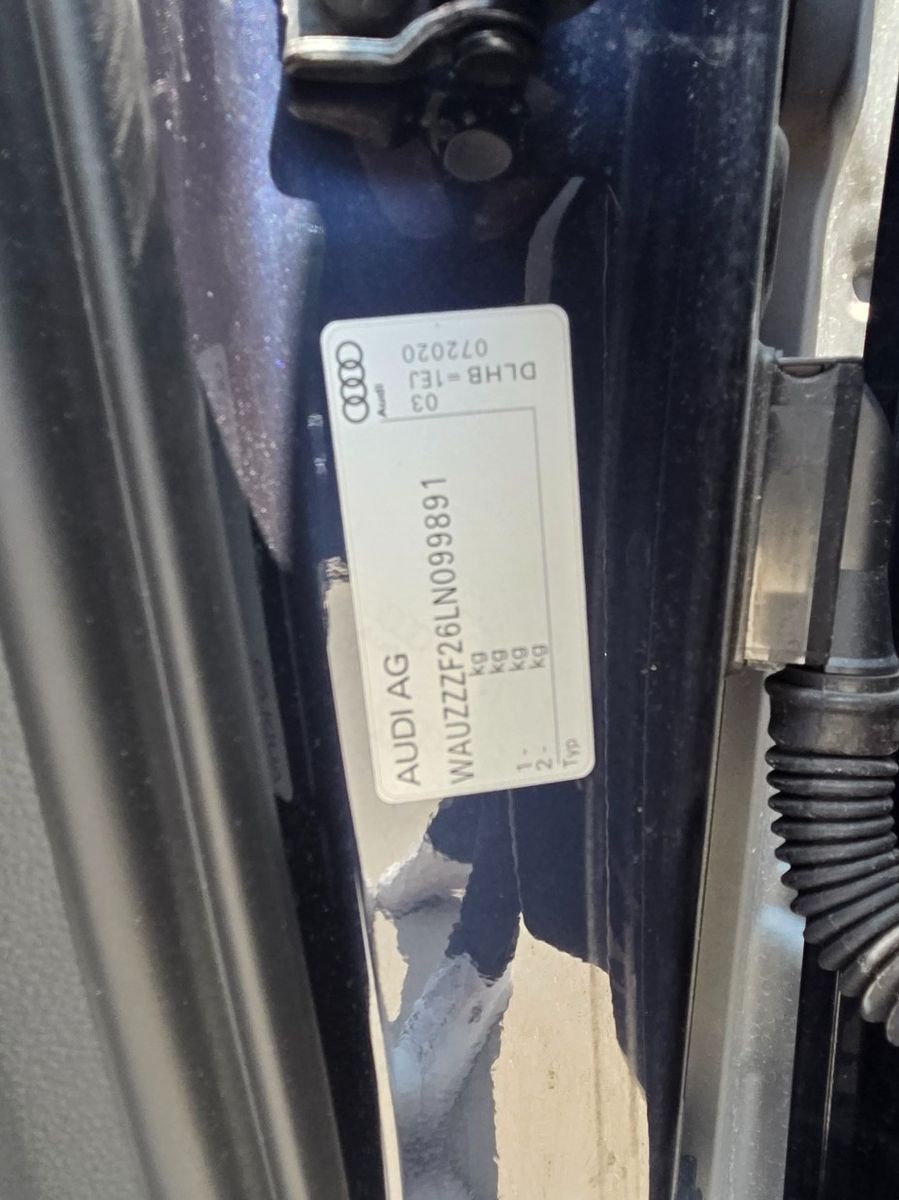 AUDI AG
WAUZZZF26LN099891
kg
kg
1- kg
2- kg
Typ
Audi
03
DLHB=1EJ
072020